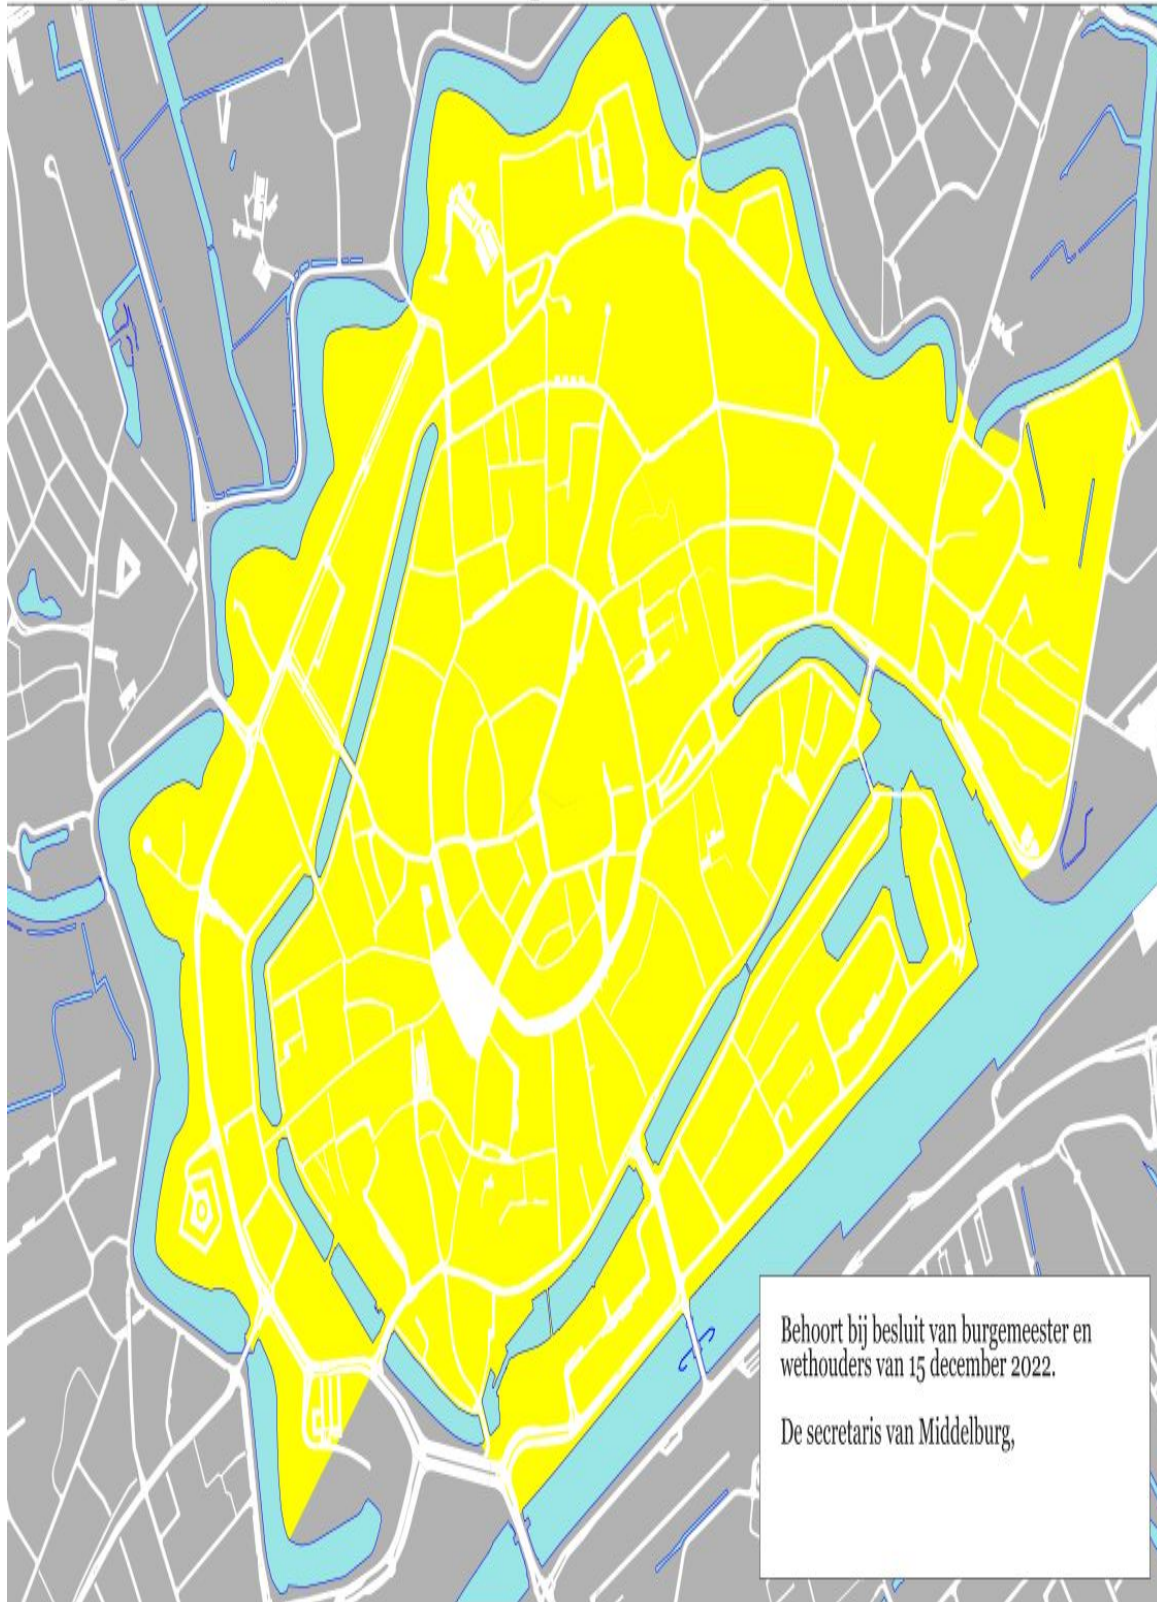 Behoort bij besluit van burgemeester en
wethouders van 15 december 2022.
De secretaris van Middelburg,